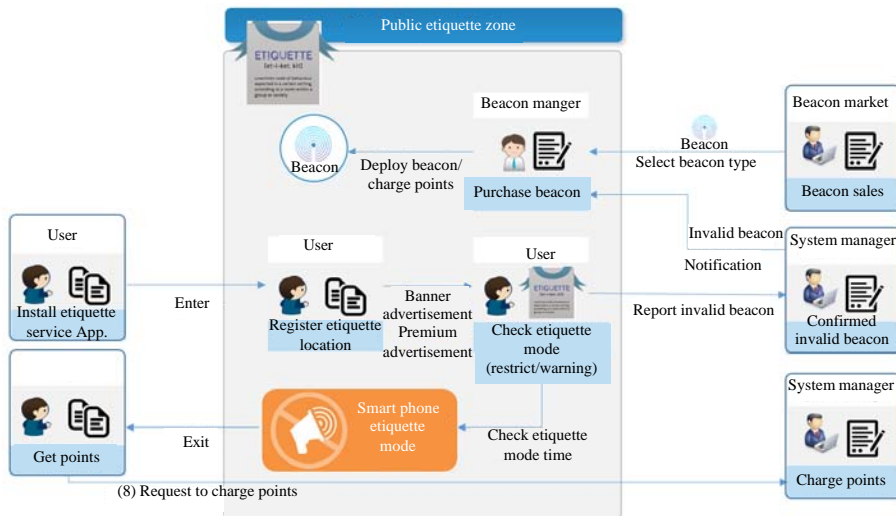 Public etiquette zone
ETIQUETTE
[et-i-ket, kit]
Beacon manger
Beacon market
Beacon
Deploy beacon/
charge points
Purchase beacon
Beacon
Select beacon type
Beacon sales
User
Install etiquette
service App.
Enter
User
Register etiquette
location
Banner
advertisement
Premium
advertisement
User
ETIQUETTE
Check etiquette
mode
(restrict/warning)
Invalid beacon
Notification
Report invalid beacon
System manager
Confirmed
invalid beacon
Get points
Exit
Smart phone
etiquette
mode
Check etiquette
mode time
System manager
Charge points
(8) Request to charge points